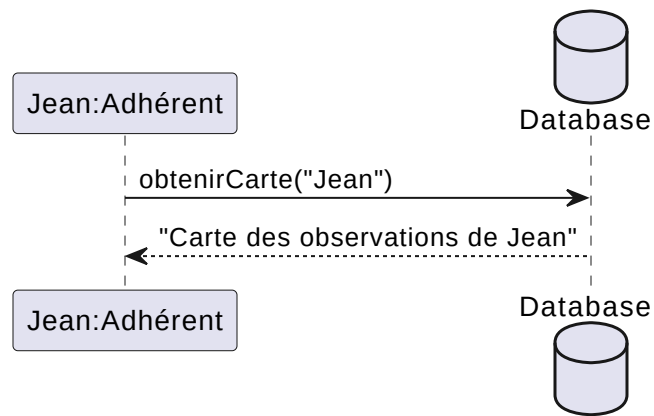 Jean:Adhérent
Database
obtenirCarte("Jean")
"Carte des observations de Jean"
Jean:Adhérent
Database